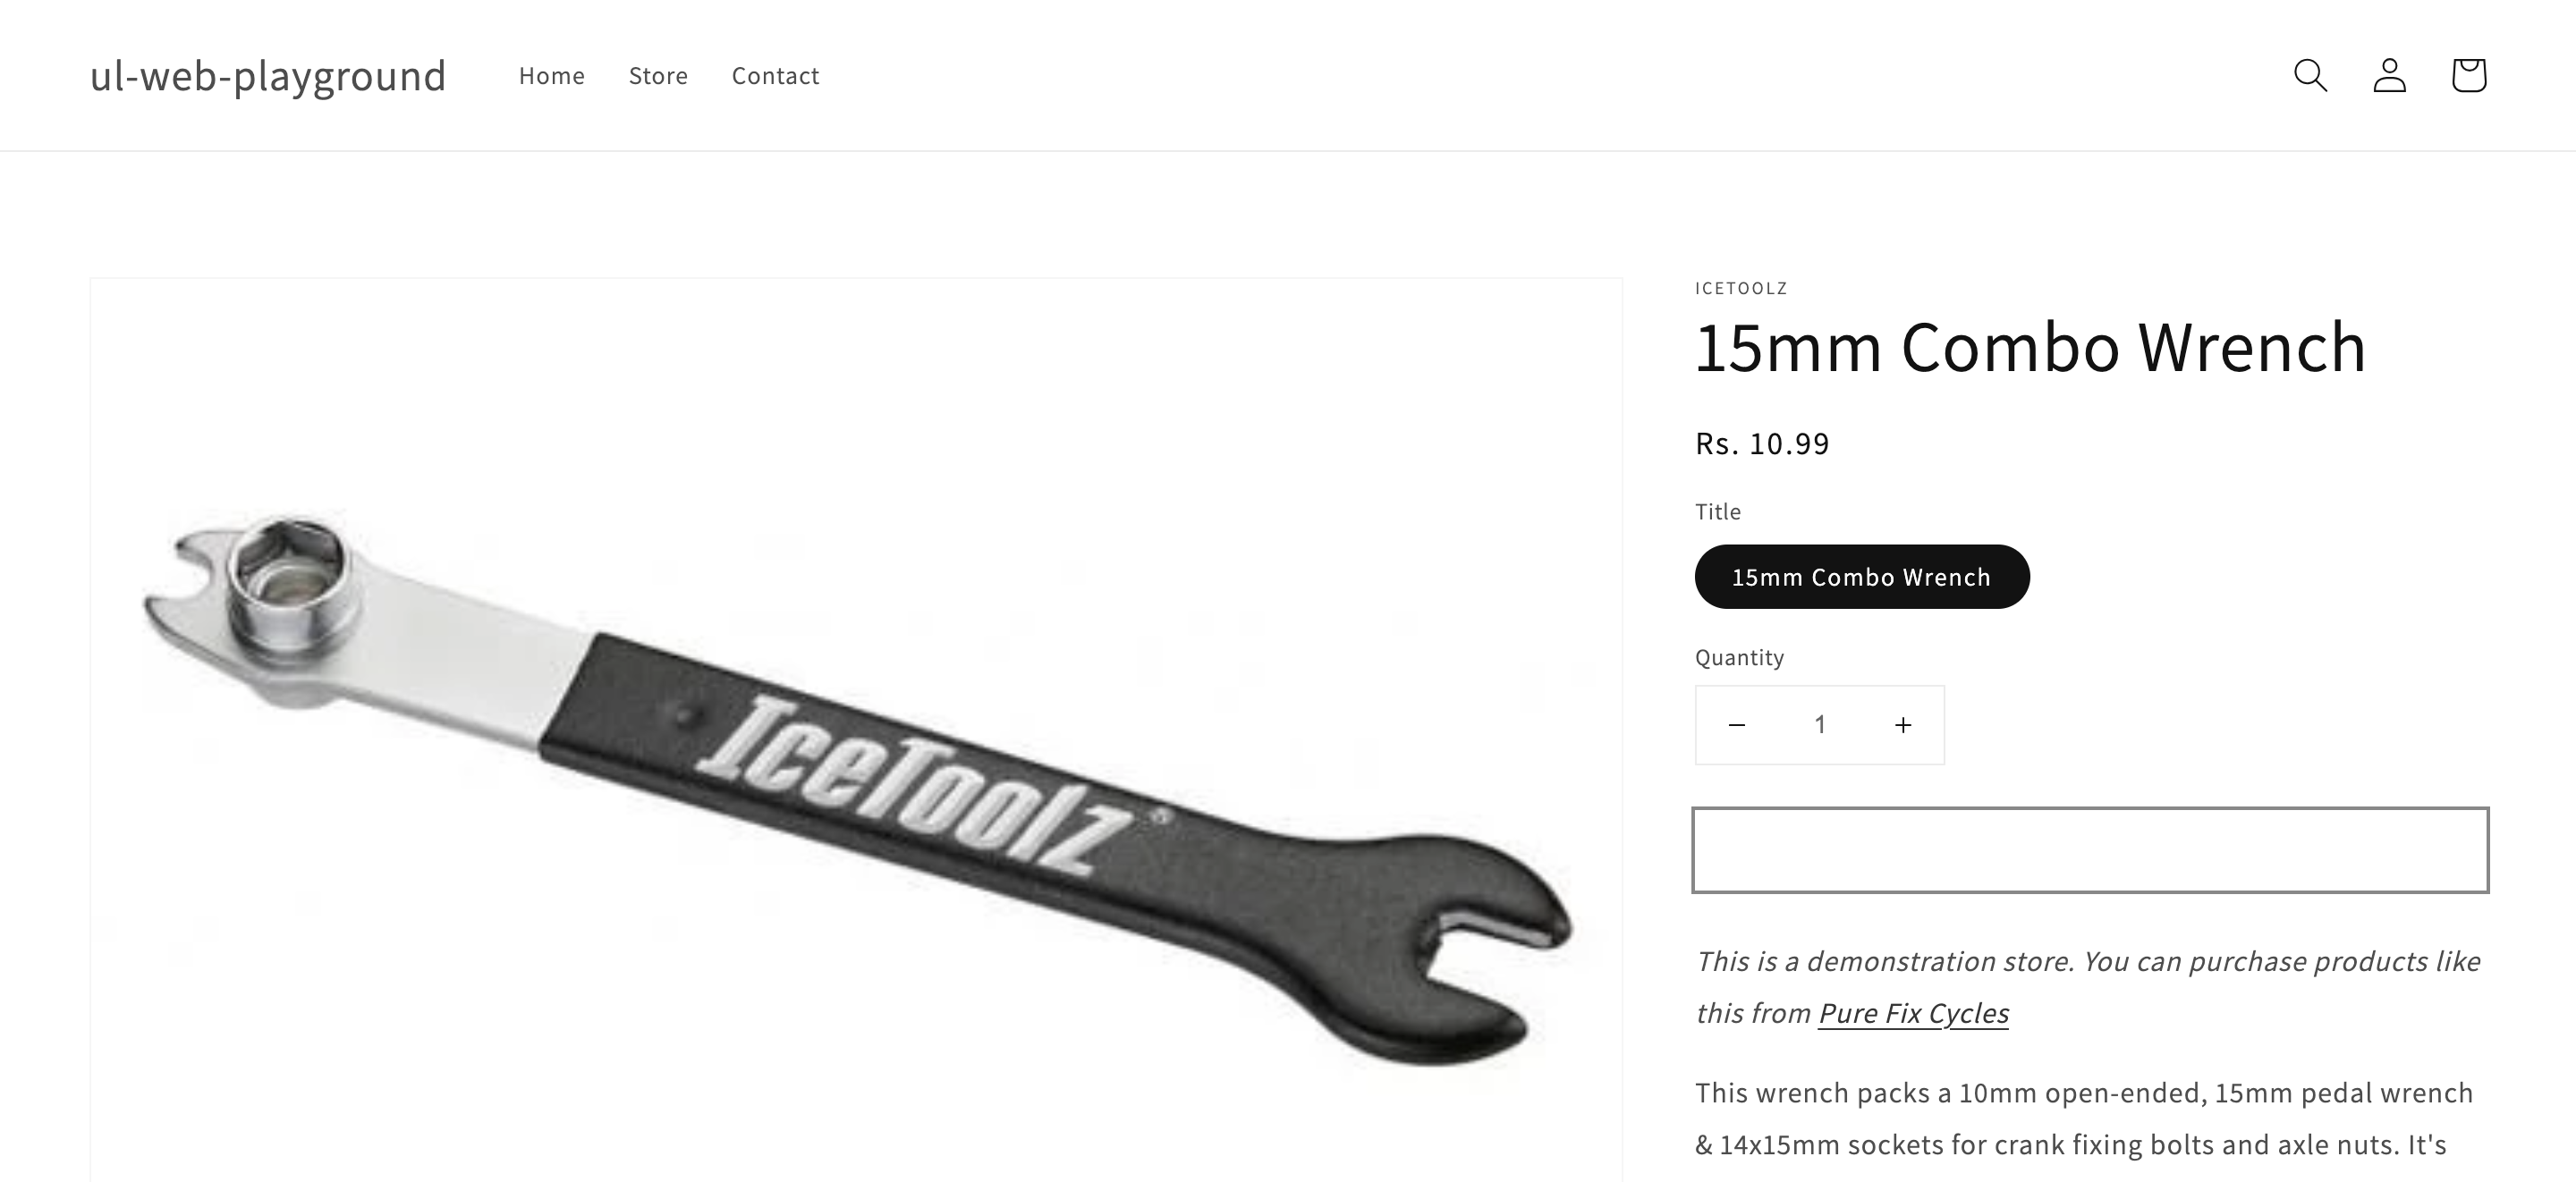 ul-web-playground
Home
Store
Contact
ICETOOLZ
15mm Combo Wrench
Rs. 10.99
Title
15mm Combo Wrench
Quantity
− 1 +
IceToolz®
This is a demonstration store. You can purchase products like
this from Pure Fix Cycles
This wrench packs a 10mm open-ended, 15mm pedal wrench
& 14x15mm sockets for crank fixing bolts and axle nuts. It's